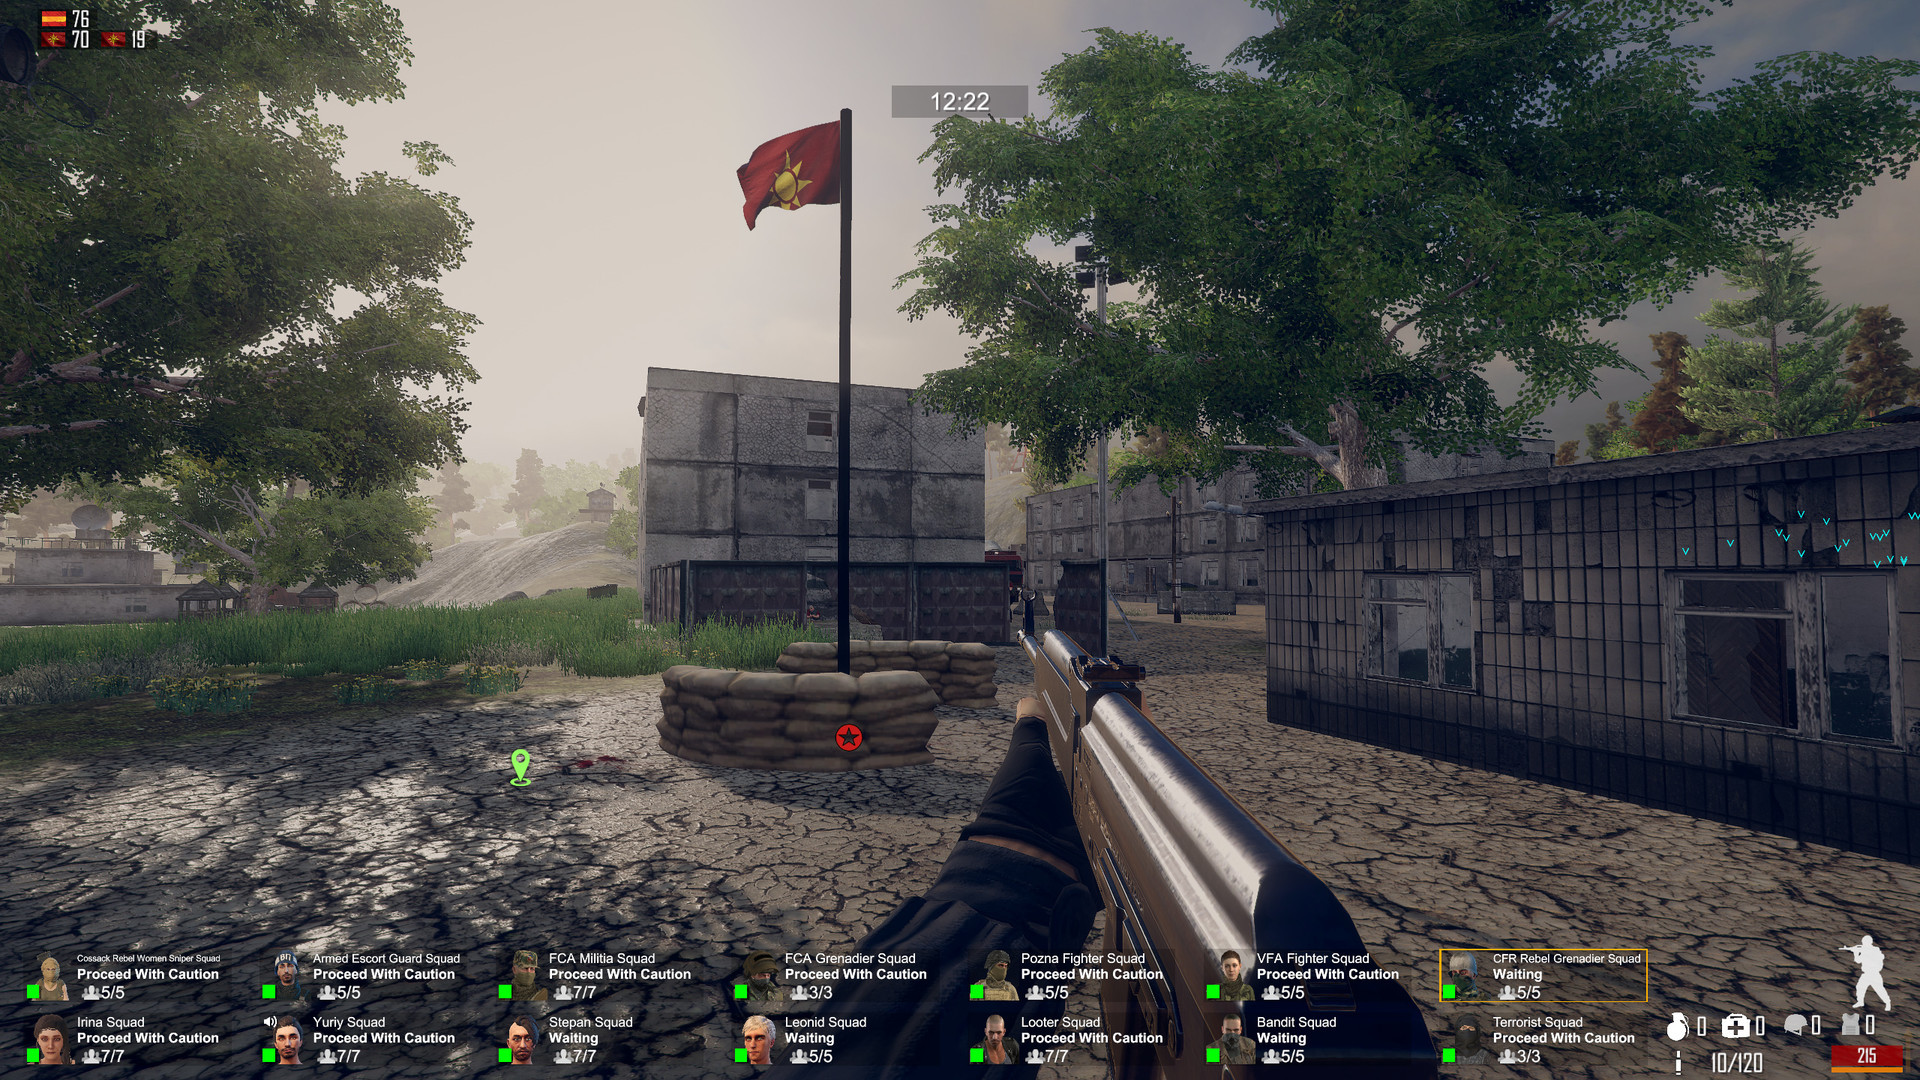 76
70 19
12:22
Cossack Rebel Women Sniper Squad
Proceed With Caution
5/5
Armed Escort Guard Squad
Proceed With Caution
5/5
FCA Militia Squad
Proceed With Caution
7/7
FCA Grenadier Squad
Proceed With Caution
3/3
Pozna Fighter Squad
Proceed With Caution
5/5
VFA Fighter Squad
Proceed With Caution
5/5
CFR Rebel Grenadier Squad
Waiting
5/5
Irina Squad
Proceed With Caution
7/7
Yuriy Squad
Proceed With Caution
7/7
Stepan Squad
Waiting
7/7
Leonid Squad
Waiting
5/5
Looter Squad
Proceed With Caution
7/7
Bandit Squad
Waiting
5/5
Terrorist Squad
Proceed With Caution
3/3
0 0 0 0
10/120
215